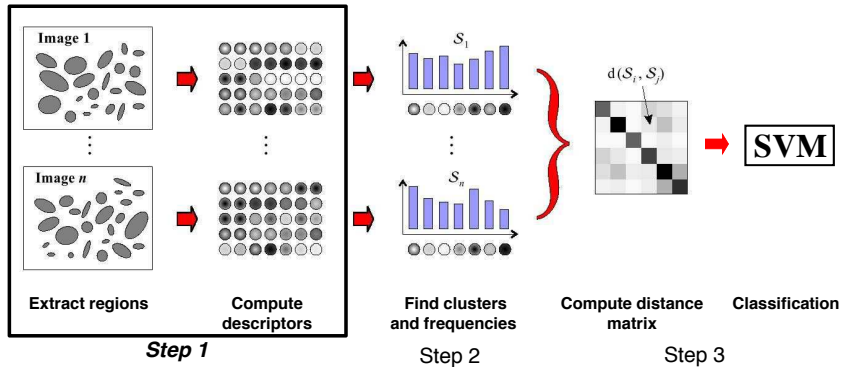 Image 1
S₁
d(Sᵢ, Sⱼ)
SVM
Image n
Sₙ
Extract regions
Compute
descriptors
Find clusters
and frequencies
Compute distance
matrix
Classification
Step 1
Step 2
Step 3